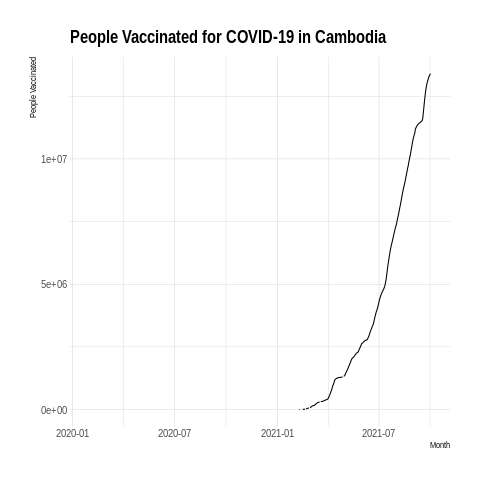 People Vaccinated for COVID-19 in Cambodia
People Vaccinated
1e+07
5e+06
0e+00
2020-01 2020-07 2021-01 2021-07
Month